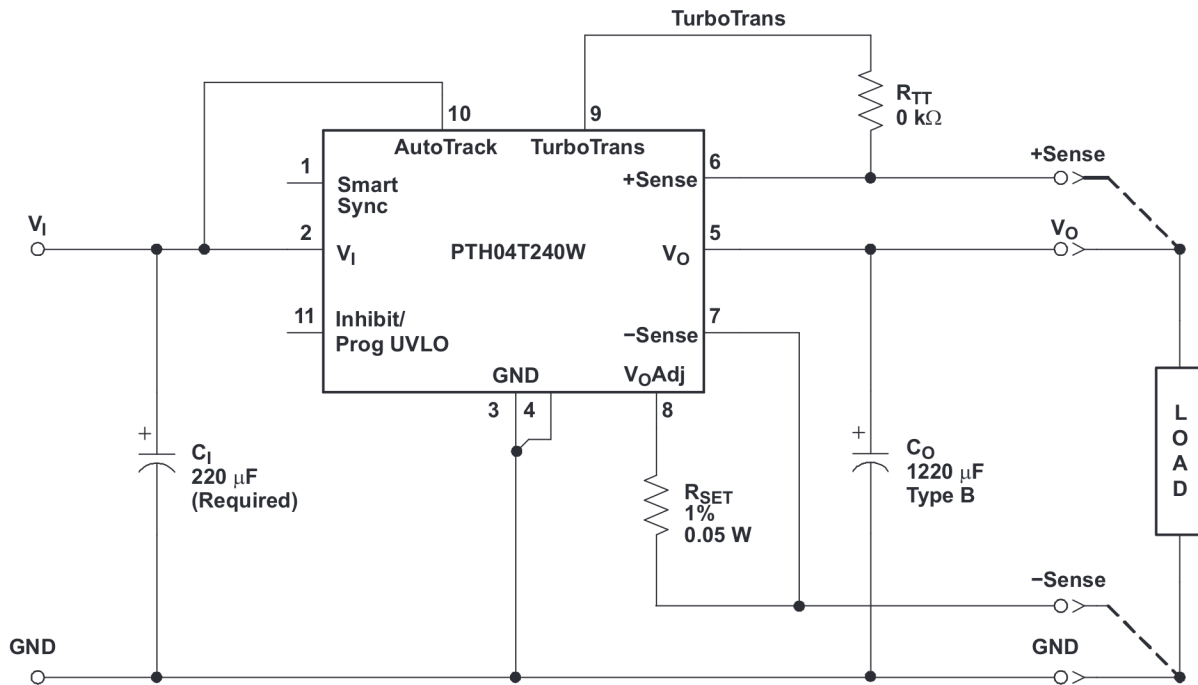 TurboTrans
R_TT
0 kΩ
10
9
AutoTrack
TurboTrans
1
Smart
Sync
6
+Sense
+Sense
V_I
2
V_I
PTH04T240W
5
V_O
V_O
11
Inhibit/
Prog UVLO
7
−Sense
GND
V_OAdj
3
4
8
+
C_I
220 μF
(Required)
R_SET
1%
0.05 W
+
C_O
1220 μF
Type B
L
O
A
D
−Sense
GND
GND